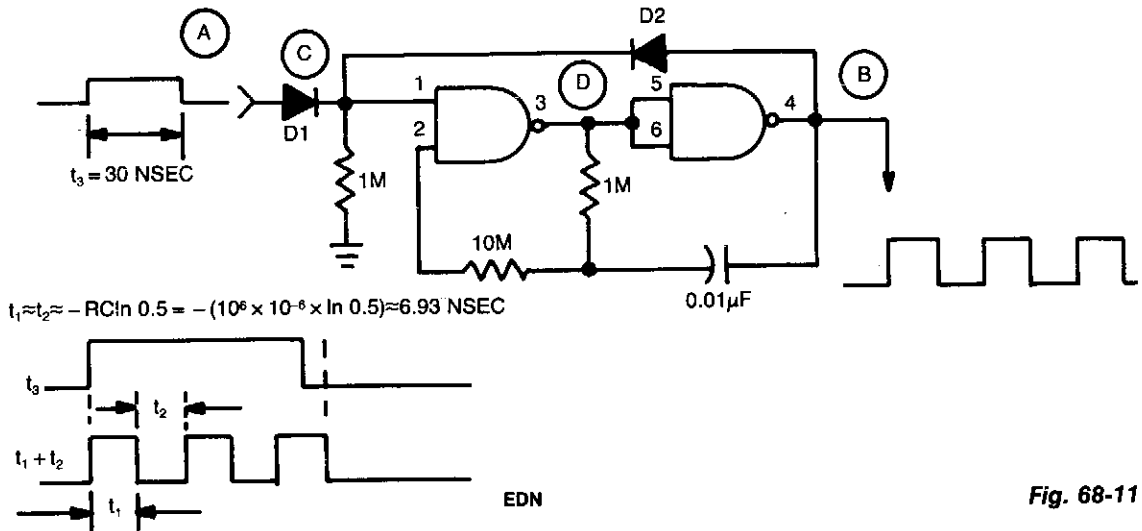 A
C
D2
D
B
1
3
5
4
2
6
D1
t₃ = 30 NSEC
1M
1M
10M
0.01μF
t₁≈t₂≈ −RCln 0.5 = −(10⁶ × 10⁻⁸ × ln 0.5)≈6.93 NSEC
t₃
t₂
t₁ + t₂
t₁
EDN
Fig. 68-11